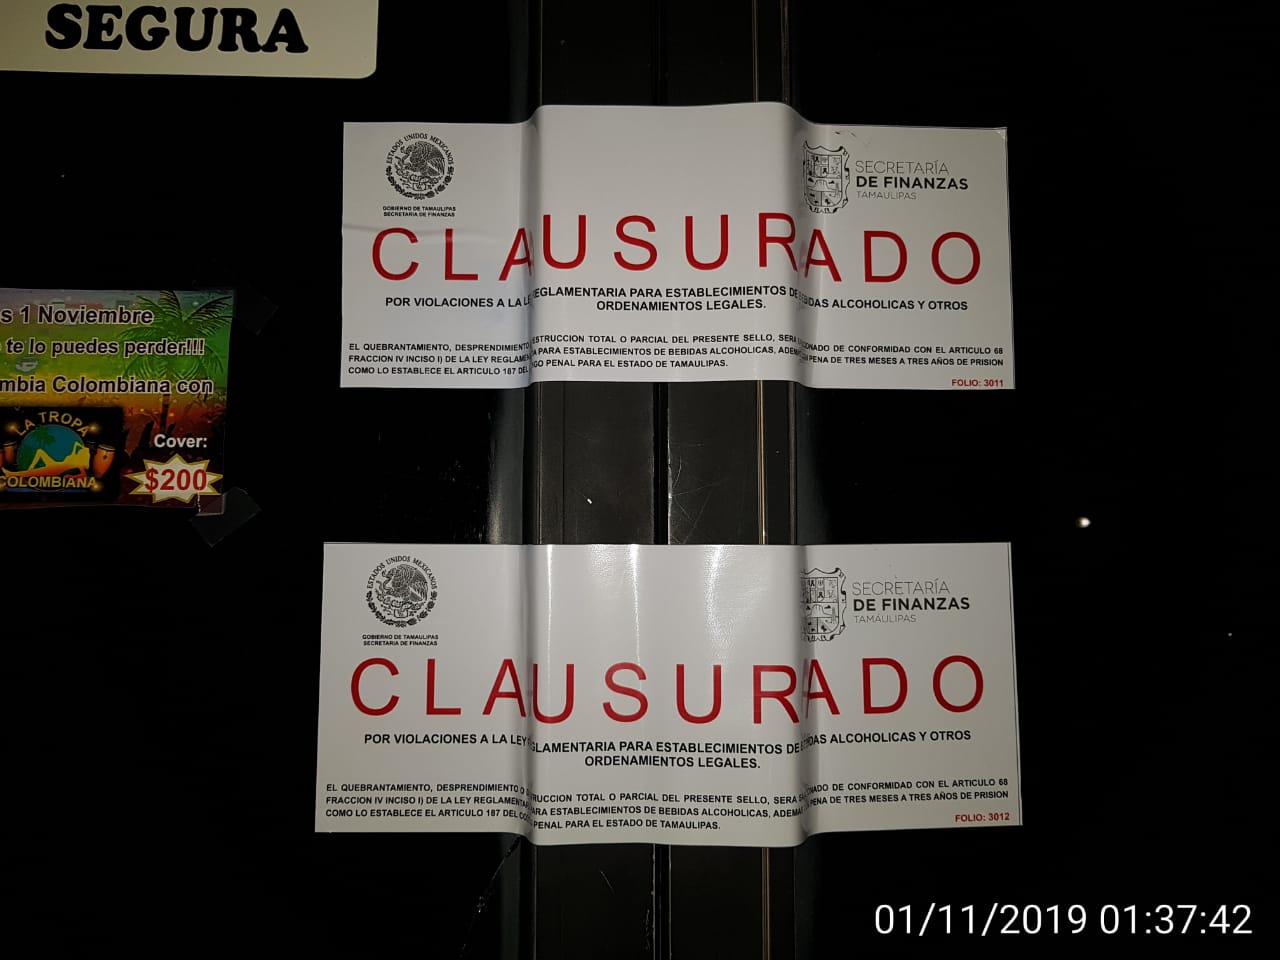 SEGURA
ESTADOS UNIDOS MEXICANOS
GOBIERNO DE TAMAULIPAS
SECRETARIA DE FINANZAS
SECRETARÍA
DE FINANZAS
TAMAULIPAS
CLAUSURADO
POR VIOLACIONES A LA LEY REGLAMENTARIA PARA ESTABLECIMIENTOS DE BEBIDAS ALCOHOLICAS Y OTROS
ORDENAMIENTOS LEGALES.
EL QUEBRANTAMIENTO, DESPRENDIMIENTO DESTRUCCION TOTAL O PARCIAL DEL PRESENTE SELLO, SERA SANCIONADO DE CONFORMIDAD CON EL ARTICULO 68
FRACCION IV INCISO I) DE LA LEY REGLAMENTARIA PARA ESTABLECIMIENTOS DE BEBIDAS ALCOHOLICAS, ADEMAS PENA DE TRES MESES A TRES AÑOS DE PRISION
COMO LO ESTABLECE EL ARTICULO 187 DEL CODIGO PENAL PARA EL ESTADO DE TAMAULIPAS.
FOLIO: 3011
s 1 Noviembre
te lo puedes perder!!!
mbia Colombiana con
LA TROPA
COLOMBIANA
Cover:
$200
ESTADOS UNIDOS MEXICANOS
GOBIERNO DE TAMAULIPAS
SECRETARIA DE FINANZAS
SECRETARÍA
DE FINANZAS
TAMAULIPAS
CLAUSURADO
POR VIOLACIONES A LA LEY REGLAMENTARIA PARA ESTABLECIMIENTOS DE BEBIDAS ALCOHOLICAS Y OTROS
ORDENAMIENTOS LEGALES.
EL QUEBRANTAMIENTO, DESPRENDIMIENTO O DESTRUCCION TOTAL O PARCIAL DEL PRESENTE SELLO, SERA SANCIONADO DE CONFORMIDAD CON EL ARTICULO 68
FRACCION IV INCISO I) DE LA LEY REGLAMENTARIA PARA ESTABLECIMIENTOS DE BEBIDAS ALCOHOLICAS, ADEMAS PENA DE TRES MESES A TRES AÑOS DE PRISION
COMO LO ESTABLECE EL ARTICULO 187 DEL CODIGO PENAL PARA EL ESTADO DE TAMAULIPAS.
FOLIO: 3012
01/11/2019 01:37:42